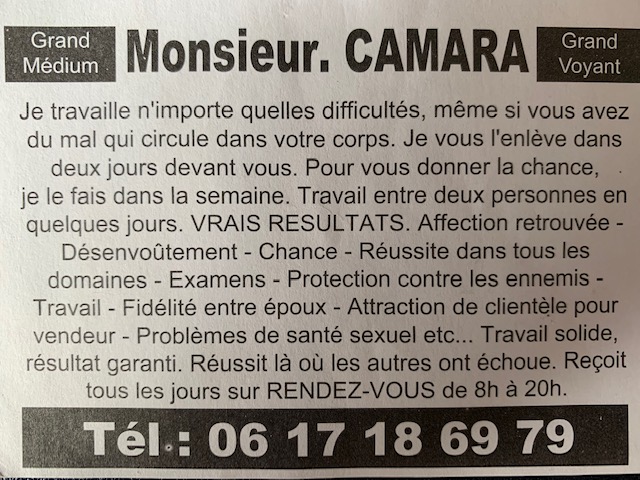 Grand Médium
Monsieur. CAMARA
Grand Voyant
Je travaille n'importe quelles difficultés, même si vous avez
du mal qui circule dans votre corps. Je vous l'enlève dans
deux jours devant vous. Pour vous donner la chance,
je le fais dans la semaine. Travail entre deux personnes en
quelques jours. VRAIS RESULTATS. Affection retrouvée -
Désenvoûtement - Chance - Réussite dans tous les
domaines - Examens - Protection contre les ennemis -
Travail - Fidélité entre époux - Attraction de clientèle pour
vendeur - Problèmes de santé sexuel etc... Travail solide,
résultat garanti. Réussit là où les autres ont échoue. Reçoit
tous les jours sur RENDEZ-VOUS de 8h à 20h.
Tél : 06 17 18 69 79